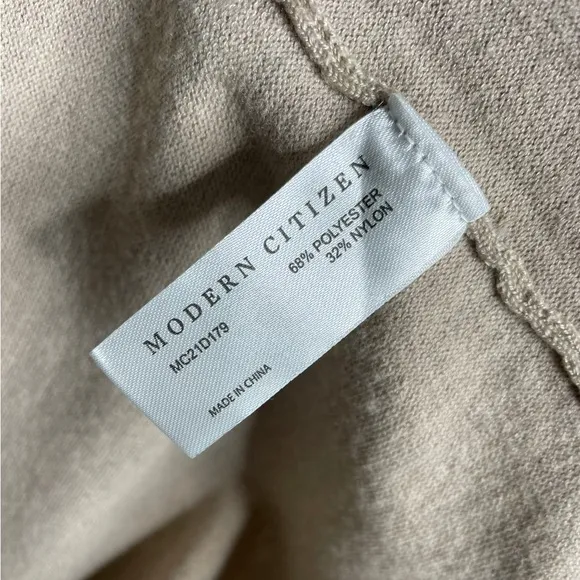 MODERN CITIZEN
68% POLYESTER
32% NYLON
MC21D179
MADE IN CHINA